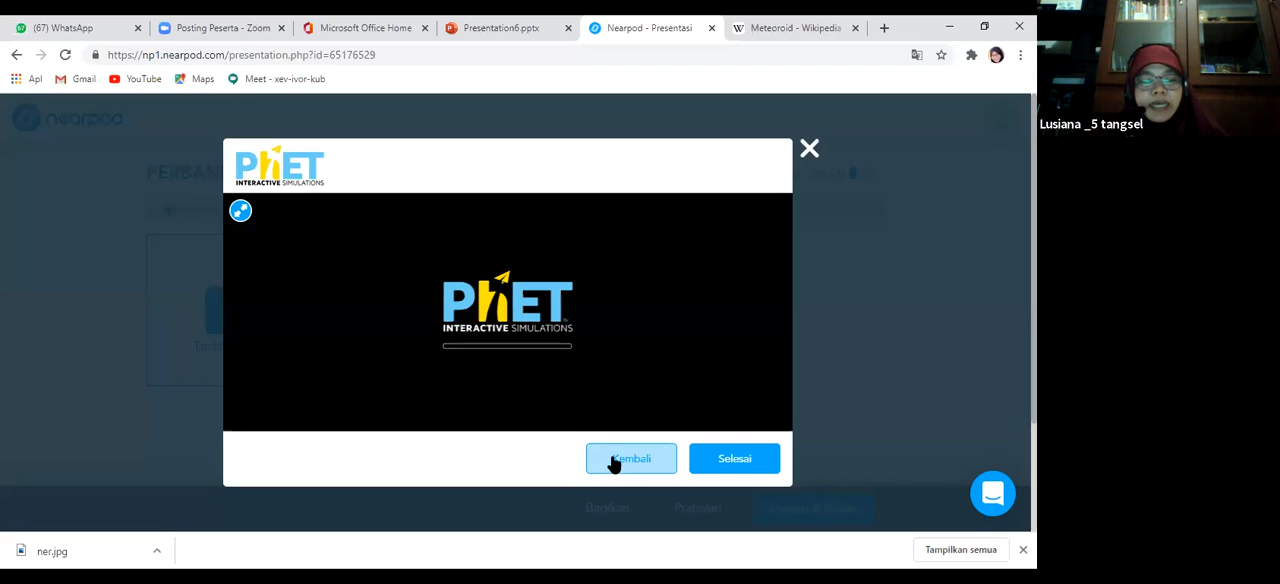 (67) WhatsApp
Posting Peserta - Zoom
Microsoft Office Home
Presentation6.pptx
Nearpod - Presentasi
Meteoroid - Wikipedia
https://np1.nearpod.com/presentation.php?id=65176529
Apl
Gmail
YouTube
Maps
Meet - xev-ivor-kub
Lusiana _5 tangsel
nearpod
PhET
INTERACTIVE SIMULATIONS
PhET
INTERACTIVE SIMULATIONS
Kembali
Selesai
Bagikan
ner.jpg
Tampilkan semua